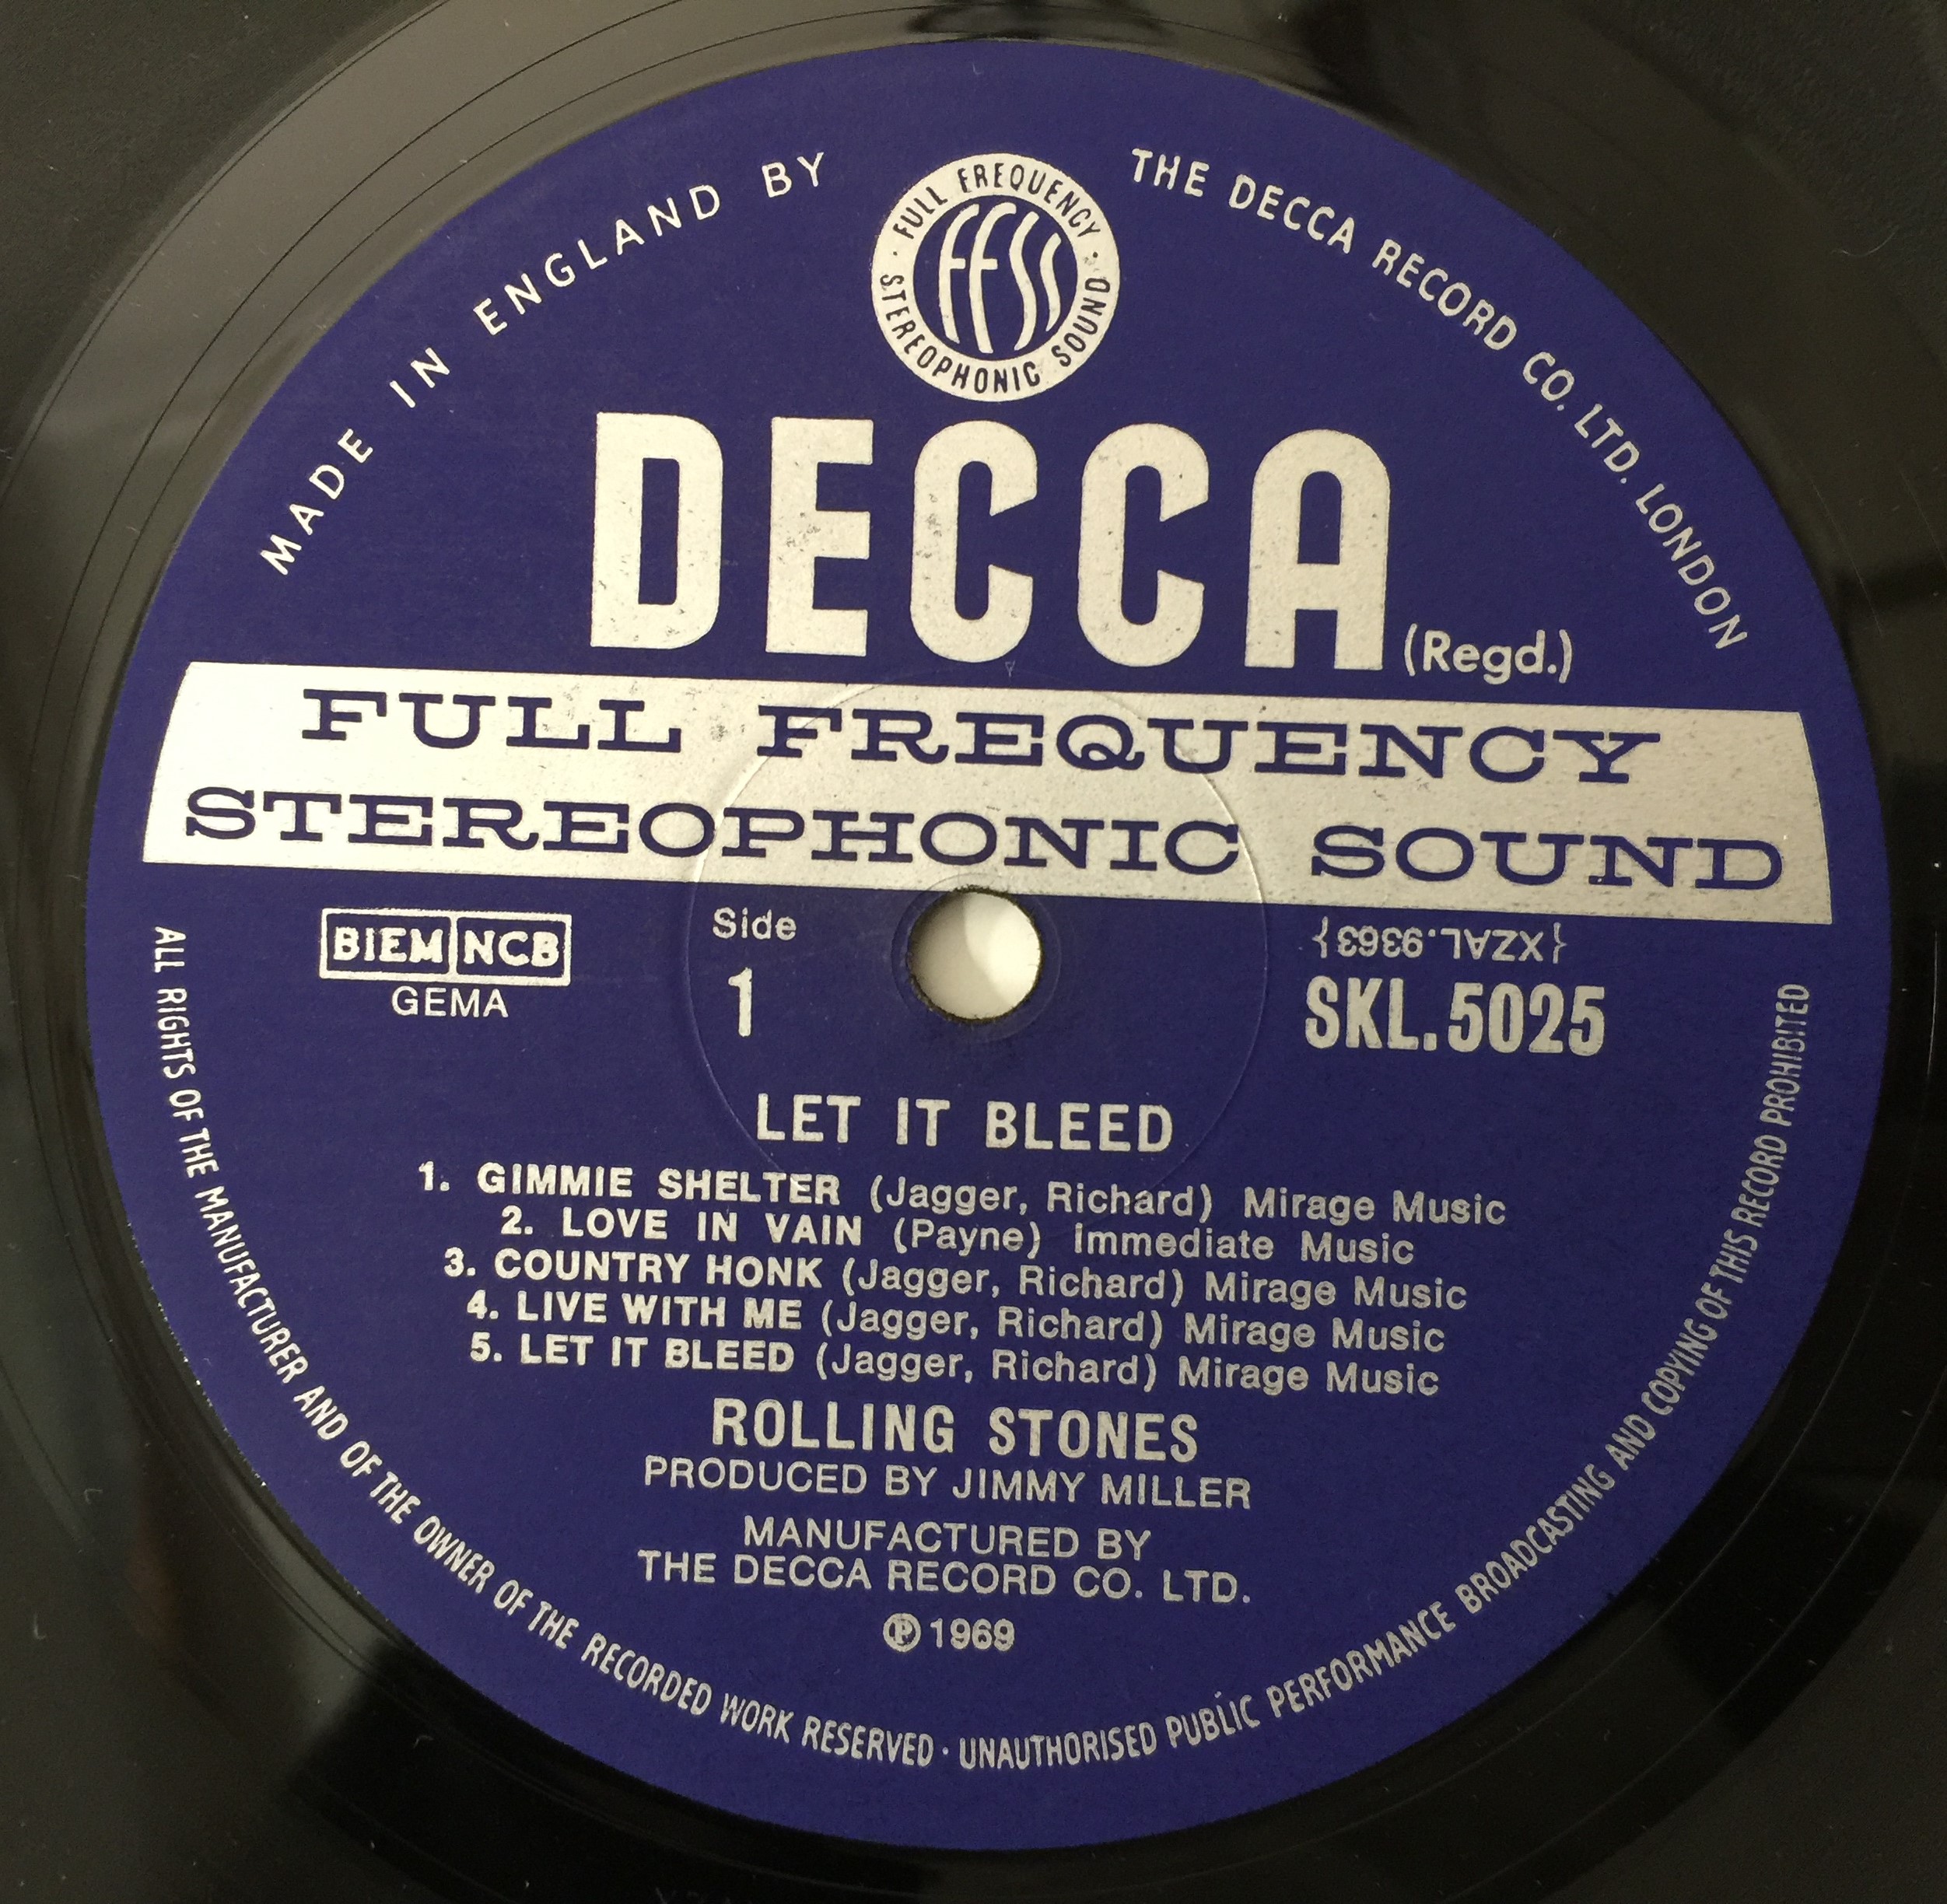 MADE IN ENGLAND BY
THE DECCA RECORD CO. LTD. LONDON
· FULL FREQUENCY ·
STEREOPHONIC SOUND
FFSS
DECCA
(Regd.)
FULL FREQUENCY
STEREOPHONIC SOUND
BIEM NCB
GEMA
Side
1
{XZAL.9363}
SKL.5025
LET IT BLEED
1. GIMMIE SHELTER (Jagger, Richard) Mirage Music
2. LOVE IN VAIN (Payne) Immediate Music
3. COUNTRY HONK (Jagger, Richard) Mirage Music
4. LIVE WITH ME (Jagger, Richard) Mirage Music
5. LET IT BLEED (Jagger, Richard) Mirage Music
ROLLING STONES
PRODUCED BY JIMMY MILLER
MANUFACTURED BY
THE DECCA RECORD CO. LTD.
℗ 1969
ALL RIGHTS OF THE MANUFACTURER AND OF THE OWNER OF THE RECORDED WORK RESERVED · UNAUTHORISED PUBLIC PERFORMANCE BROADCASTING AND COPYING OF THIS RECORD PROHIBITED